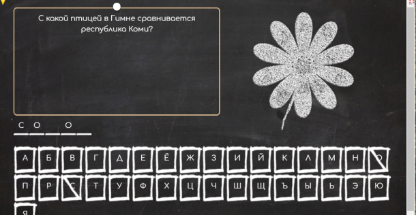 С какой птицей в Гимне сравнивается
республика Коми?
С О _ О _
А Б В Г Д Е Ё Ж З И Й К Л М Н О
П Р С Т У Ф Х Ц Ч Ш Щ Ъ Ы Ь Э Ю
Я